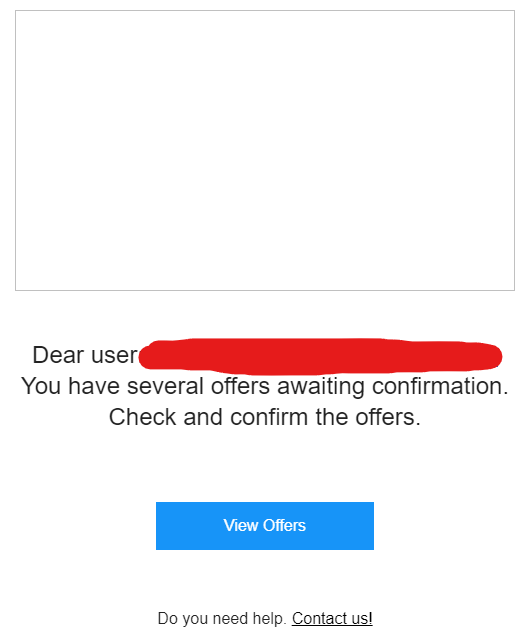 Dear user
You have several offers awaiting confirmation.
Check and confirm the offers.
View Offers
Do you need help. Contact us!